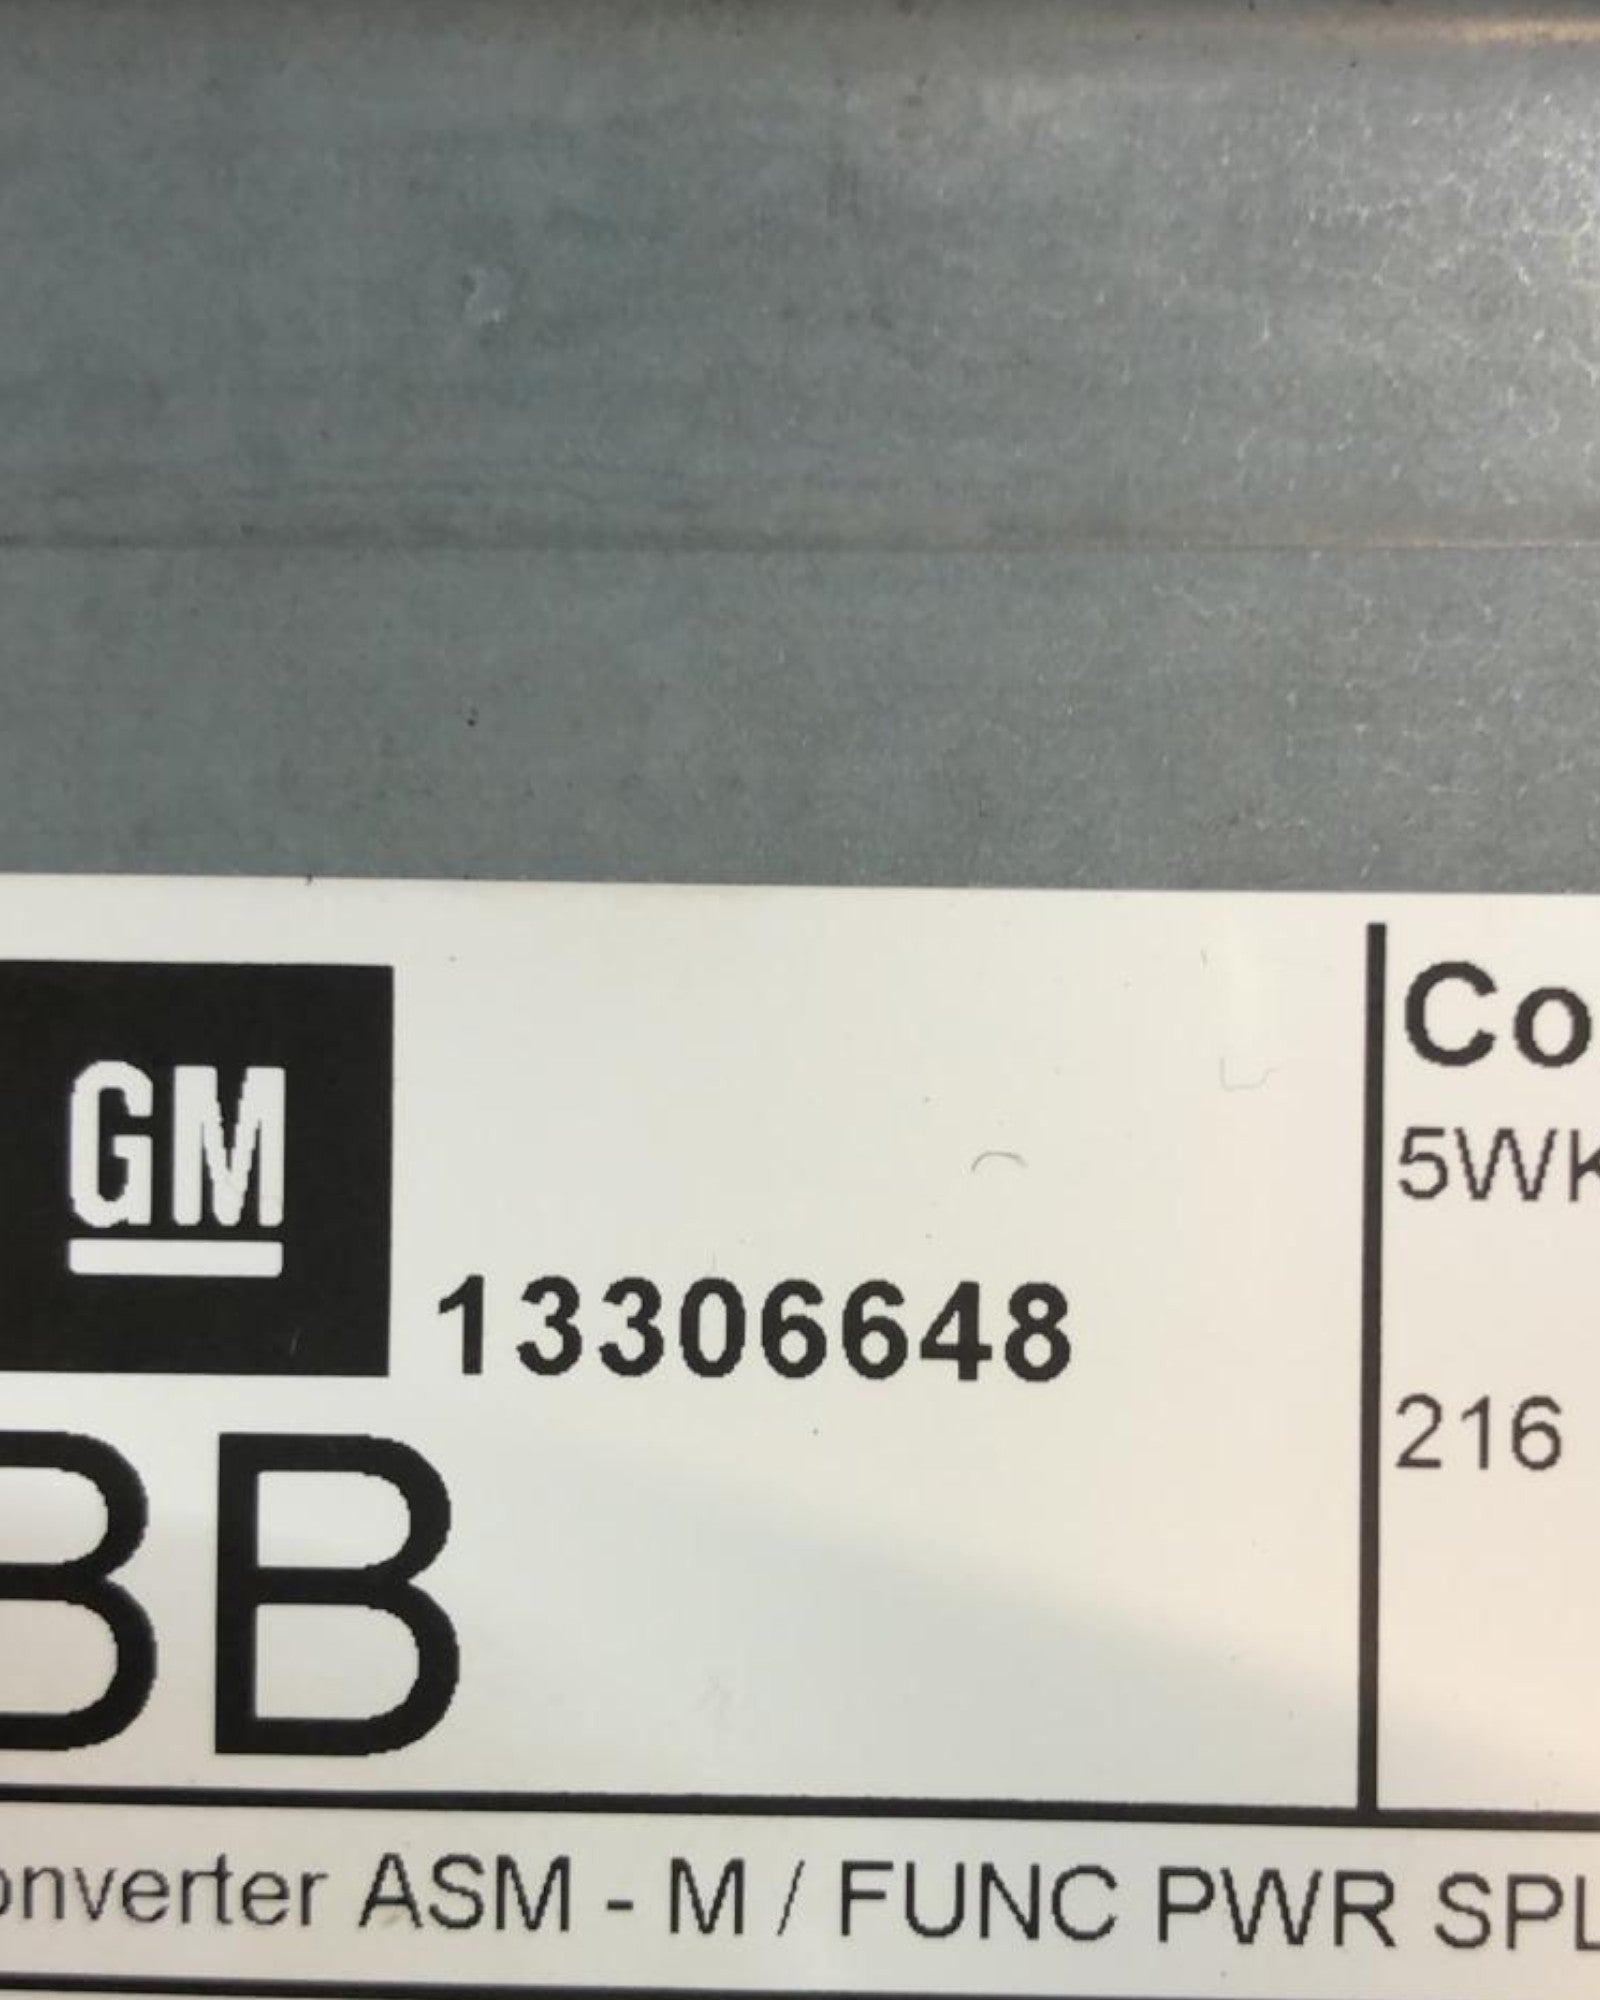 GM
13306648
BB
Co
5WK
216
onverter ASM - M / FUNC PWR SPL